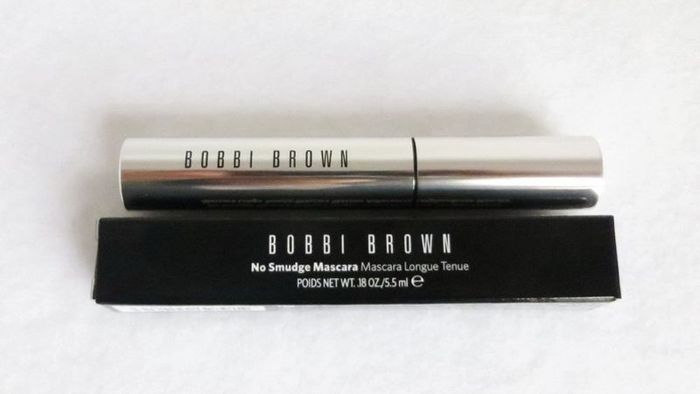 BOBBI BROWN
BOBBI BROWN
No Smudge Mascara Mascara Longue Tenue
POIDS NET WT. .18 OZ./5.5 ml ℮